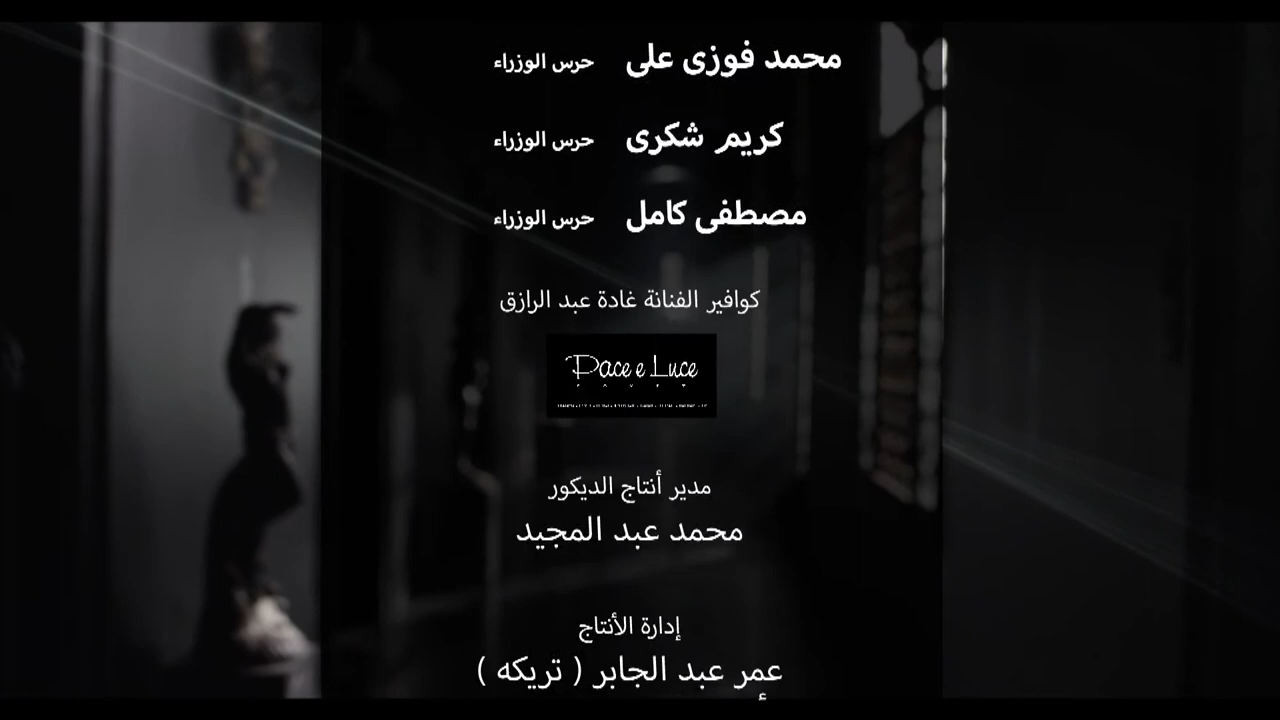 محمد فوزى على حرس الوزراء
كريم شكرى حرس الوزراء
مصطفى كامل حرس الوزراء
كوافير الفنانة غادة عبد الرازق
Pace e Luce
مدير أنتاج الديكور
محمد عبد المجيد
إدارة الأنتاج
عمر عبد الجابر ( تريكه )